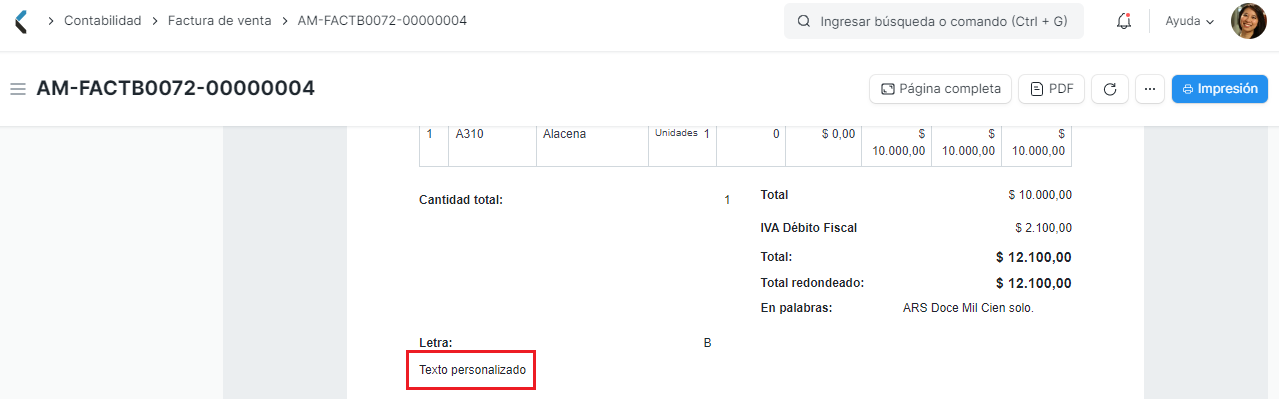 Contabilidad > Factura de venta > AM-FACTB0072-00000004
Ingresar búsqueda o comando (Ctrl + G)
Ayuda
AM-FACTB0072-00000004
Página completa
PDF
...
Impresión
1 A310 Alacena Unidades 1 0 $ 0,00 $ 10.000,00 $ 10.000,00 $ 10.000,00
Cantidad total: 1
Total $ 10.000,00
IVA Débito Fiscal $ 2.100,00
Total: $ 12.100,00
Total redondeado: $ 12.100,00
En palabras: ARS Doce Mil Cien solo.
Letra: B
Texto personalizado